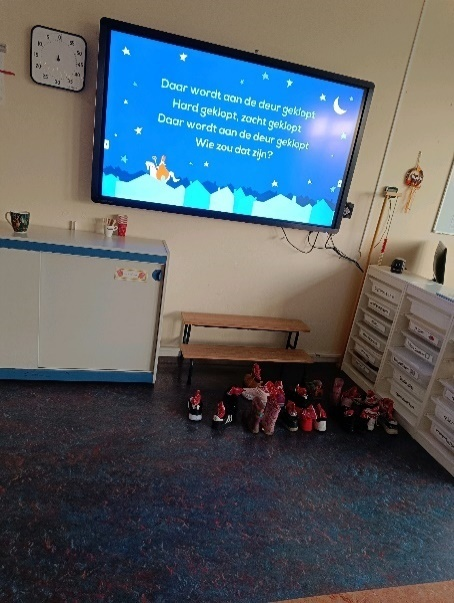 Daar wordt aan de deur geklopt
Hard geklopt, zacht geklopt
Daar wordt aan de deur geklopt
Wie zou dat zijn?